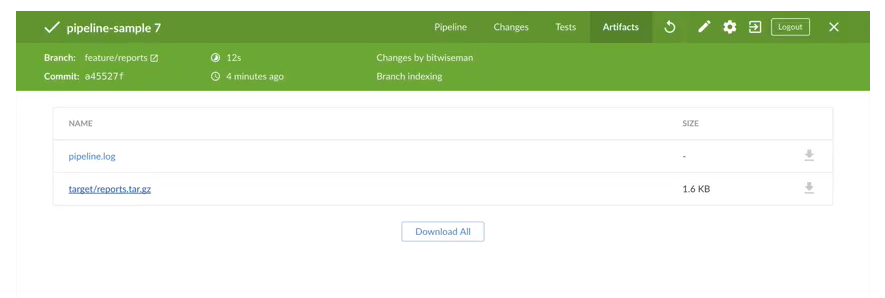 pipeline-sample 7 Pipeline Changes Tests Artifacts Logout
Branch: feature/reports 12s Changes by bitwiseman
Commit: a45527f 4 minutes ago Branch indexing
NAME SIZE
pipeline.log -
target/reports.tar.gz 1.6 KB
Download All